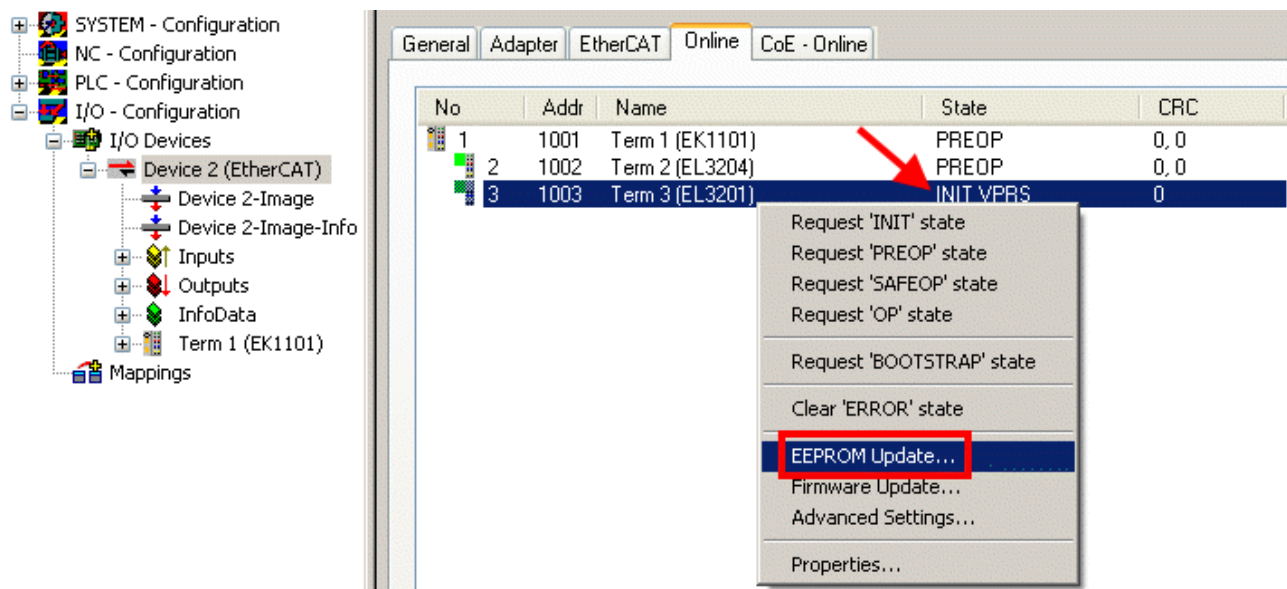 SYSTEM - Configuration
NC - Configuration
PLC - Configuration
I/O - Configuration
I/O Devices
Device 2 (EtherCAT)
Device 2-Image
Device 2-Image-Info
Inputs
Outputs
InfoData
Term 1 (EK1101)
Mappings
General Adapter EtherCAT Online CoE - Online
No Addr Name State CRC
1 1001 Term 1 (EK1101) PREOP 0, 0
2 1002 Term 2 (EL3204) PREOP 0, 0
3 1003 Term 3 (EL3201) INIT VPRS 0
Request 'INIT' state
Request 'PREOP' state
Request 'SAFEOP' state
Request 'OP' state
Request 'BOOTSTRAP' state
Clear 'ERROR' state
EEPROM Update...
Firmware Update...
Advanced Settings...
Properties...